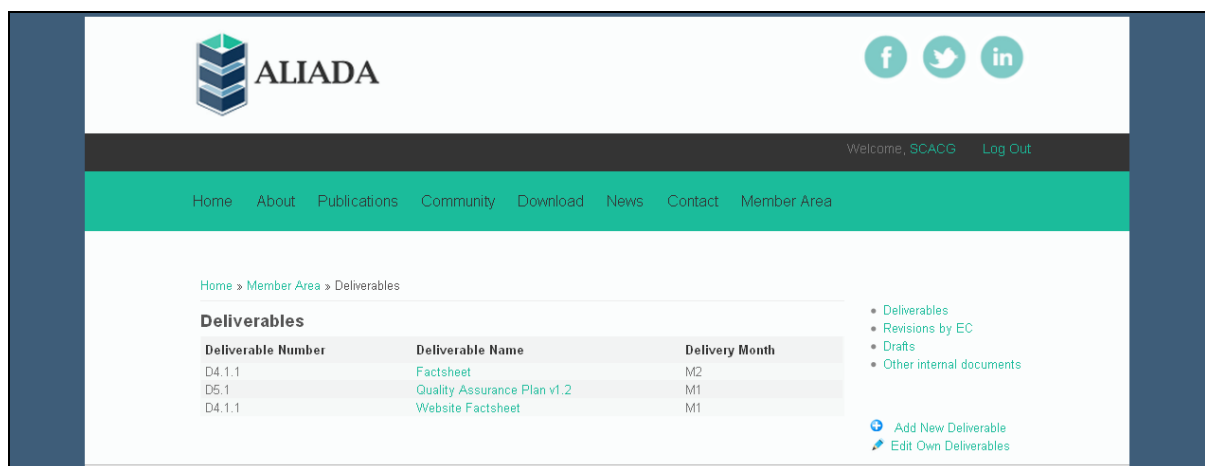 ALIADA
f
in
Welcome, SCACG Log Out
Home About Publications Community Download News Contact Member Area
Home » Member Area » Deliverables
Deliverables
Deliverable Number Deliverable Name Delivery Month
D4.1.1 Factsheet M2
D5.1 Quality Assurance Plan v1.2 M1
D4.1.1 Website Factsheet M1
Deliverables
Revisions by EC
Drafts
Other internal documents
Add New Deliverable
Edit Own Deliverables